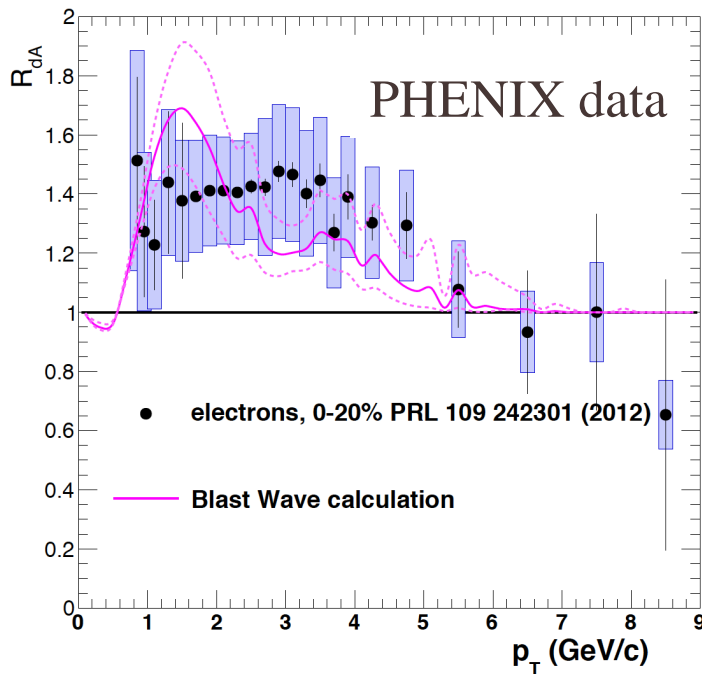 R_dA
2
1.8
1.6
1.4
1.2
1
0.8
0.6
0.4
0.2
0
PHENIX data
electrons, 0-20% PRL 109 242301 (2012)
Blast Wave calculation
0 1 2 3 4 5 6 7 8 9
p_T (GeV/c)